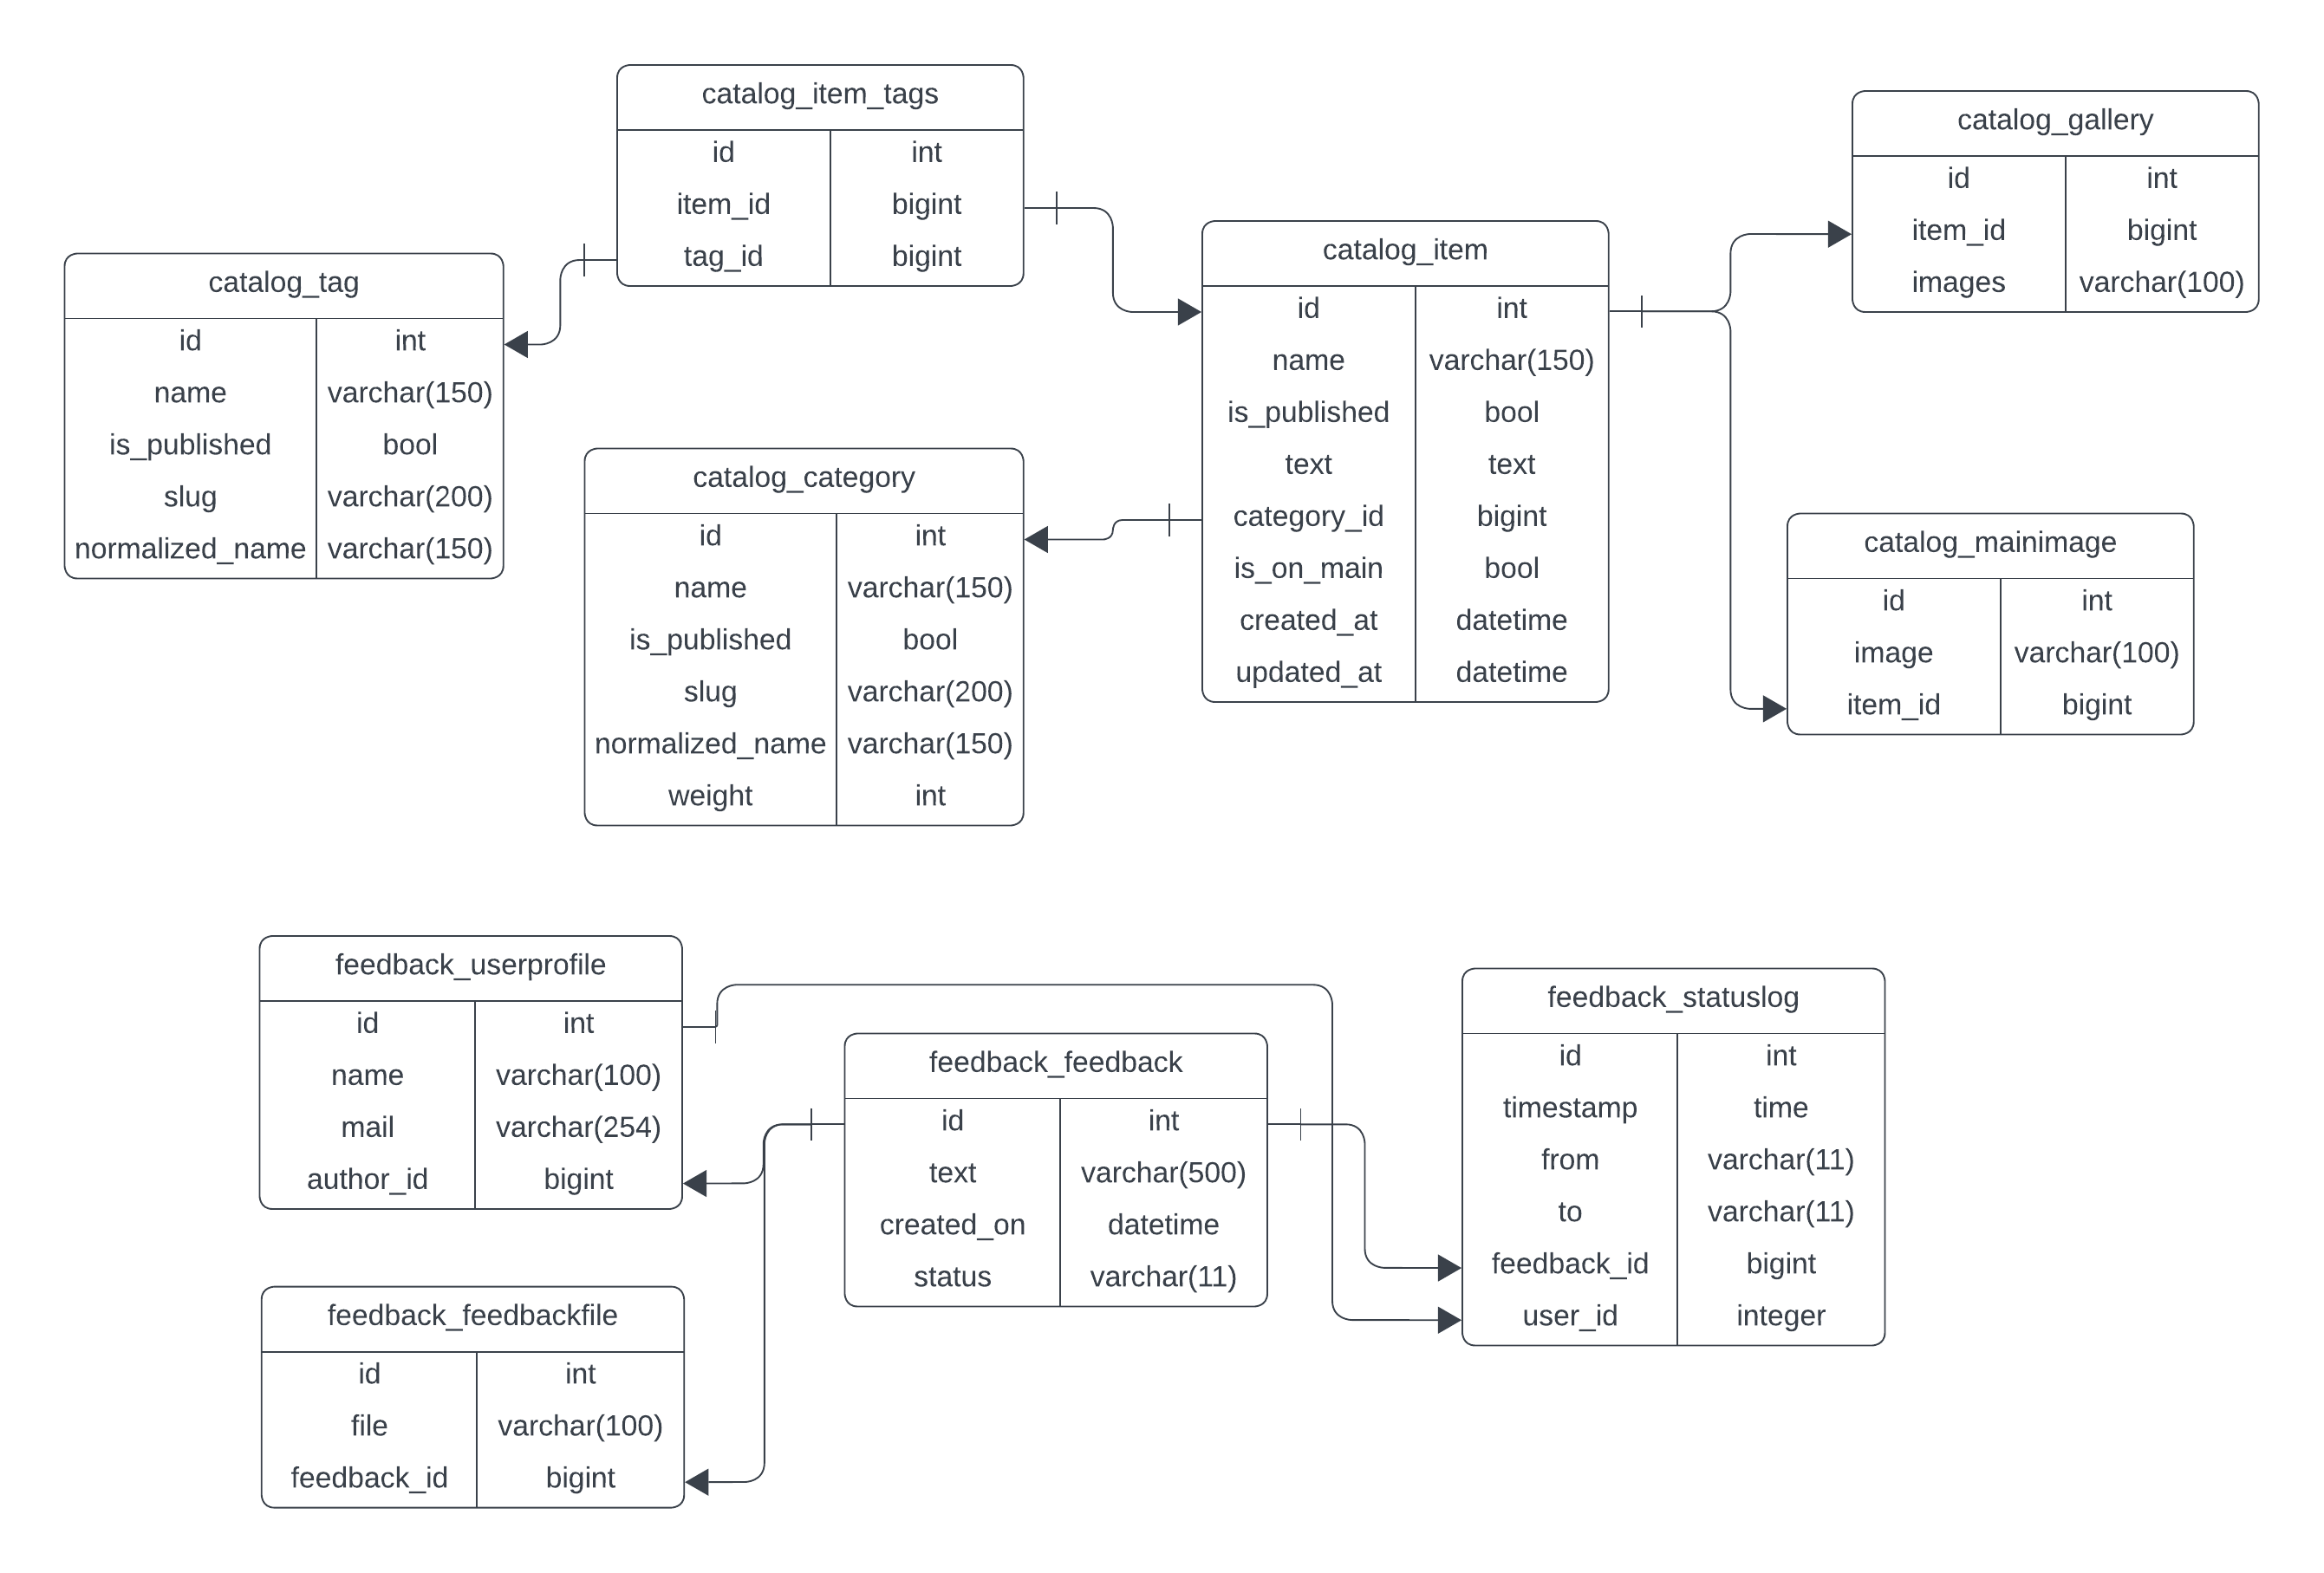 catalog_item_tags
id int
item_id bigint
tag_id bigint
catalog_gallery
id int
item_id bigint
images varchar(100)
catalog_tag
id int
name varchar(150)
is_published bool
slug varchar(200)
normalized_name varchar(150)
catalog_item
id int
name varchar(150)
is_published bool
text text
category_id bigint
is_on_main bool
created_at datetime
updated_at datetime
catalog_category
id int
name varchar(150)
is_published bool
slug varchar(200)
normalized_name varchar(150)
weight int
catalog_mainimage
id int
image varchar(100)
item_id bigint
feedback_userprofile
id int
name varchar(100)
mail varchar(254)
author_id bigint
feedback_feedback
id int
text varchar(500)
created_on datetime
status varchar(11)
feedback_statuslog
id int
timestamp time
from varchar(11)
to varchar(11)
feedback_id bigint
user_id integer
feedback_feedbackfile
id int
file varchar(100)
feedback_id bigint